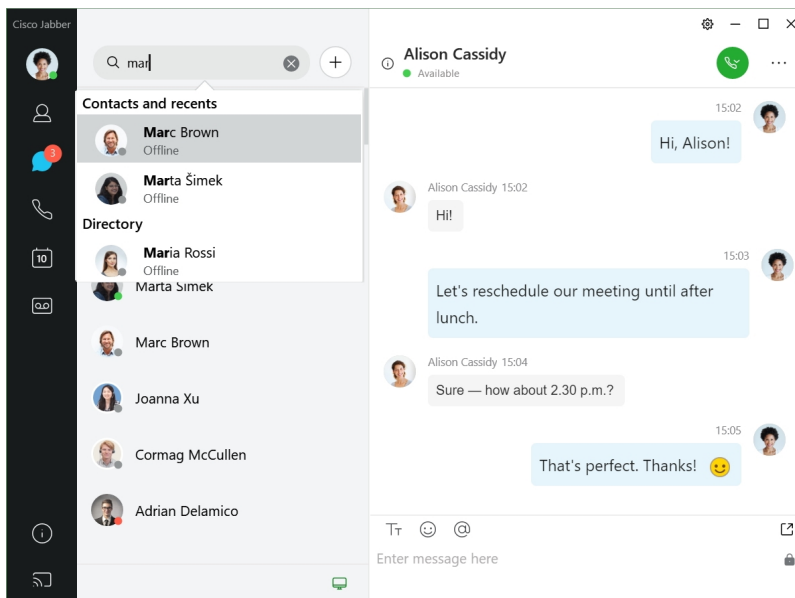 Cisco Jabber
mar
Contacts and recents
Marc Brown
Offline
Marta Šimek
Offline
Directory
Maria Rossi
Offline
Marta Simek
Marc Brown
Joanna Xu
Cormag McCullen
Adrian Delamico
3
10
Alison Cassidy
Available
15:02
Hi, Alison!
Alison Cassidy 15:02
Hi!
15:03
Let's reschedule our meeting until after
lunch.
Alison Cassidy 15:04
Sure — how about 2.30 p.m.?
15:05
That's perfect. Thanks!
TT
@
Enter message here